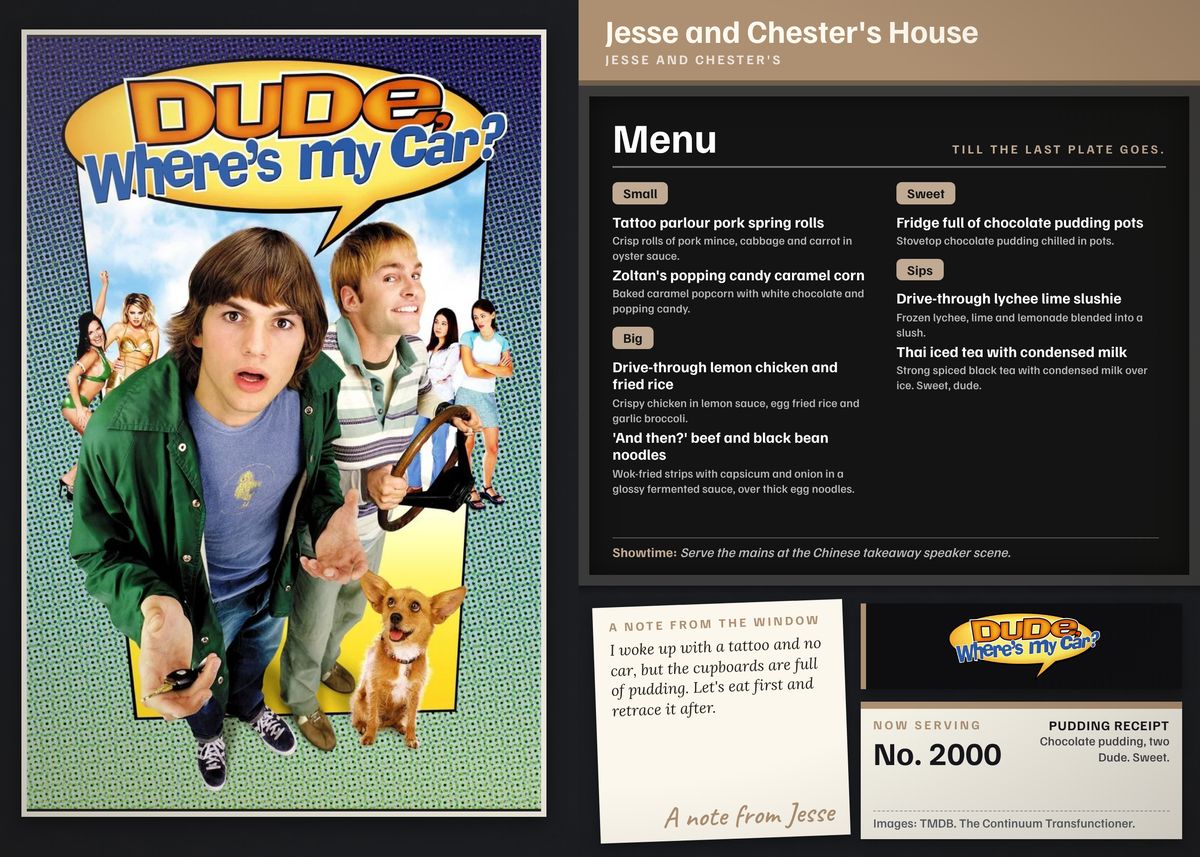 DUDE,
Where's my Car?
Jesse and Chester's House
JESSE AND CHESTER'S
Menu
TILL THE LAST PLATE GOES.
Small
Tattoo parlour pork spring rolls
Crisp rolls of pork mince, cabbage and carrot in
oyster sauce.
Zoltan's popping candy caramel corn
Baked caramel popcorn with white chocolate and
popping candy.
Big
Drive-through lemon chicken and
fried rice
Crispy chicken in lemon sauce, egg fried rice and
garlic broccoli.
'And then?' beef and black bean
noodles
Wok-fried strips with capsicum and onion in a
glossy fermented sauce, over thick egg noodles.
Sweet
Fridge full of chocolate pudding pots
Stovetop chocolate pudding chilled in pots.
Sips
Drive-through lychee lime slushie
Frozen lychee, lime and lemonade blended into a
slush.
Thai iced tea with condensed milk
Strong spiced black tea with condensed milk over
ice. Sweet, dude.
Showtime: Serve the mains at the Chinese takeaway speaker scene.
A NOTE FROM THE WINDOW
I woke up with a tattoo and no
car, but the cupboards are full
of pudding. Let's eat first and
retrace it after.
A note from Jesse
DUDE,
Where's my Car?
NOW SERVING
No. 2000
PUDDING RECEIPT
Chocolate pudding, two
Dude. Sweet.
Images: TMDB. The Continuum Transfunctioner.